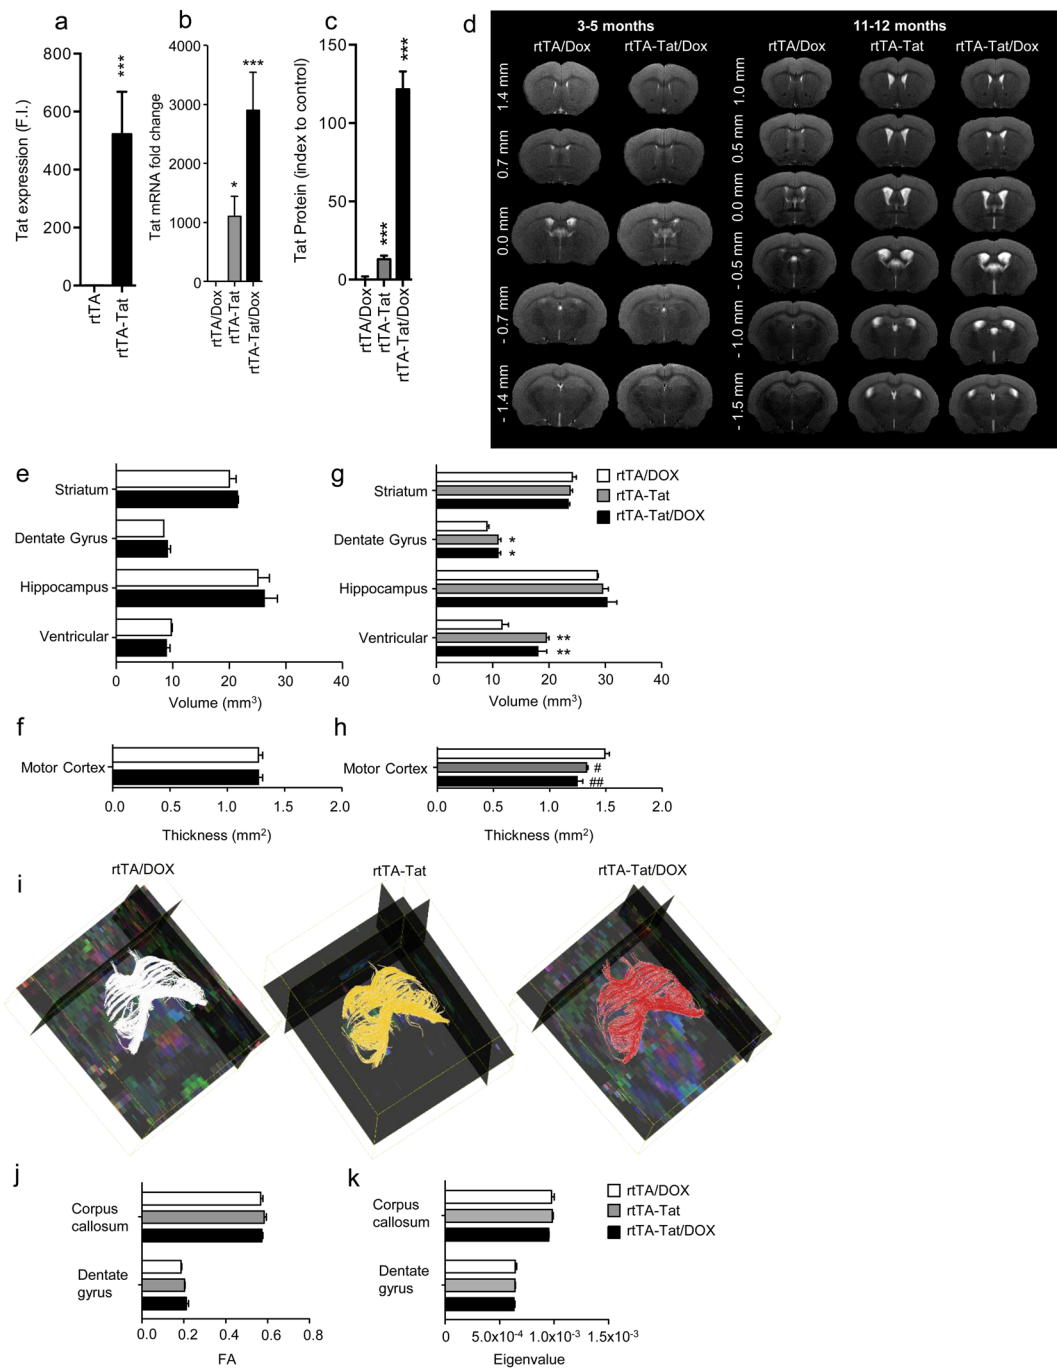 a
Tat expression (F.I.)
800
600
400
200
0
***
rtTA
rtTA-Tat
b
Tat mRNA fold change
4000
3000
2000
1000
0
*
***
rtTA/Dox
rtTA-Tat
rtTA-Tat/Dox
c
Tat Protein (index to control)
150
100
50
0
***
***
rtTA/Dox
rtTA-Tat
rtTA-Tat/Dox
d
3-5 months
rtTA/Dox rtTA-Tat/Dox
1.4 mm
0.7 mm
0.0 mm
- 0.7 mm
- 1.4 mm
11-12 months
rtTA/Dox rtTA-Tat rtTA-Tat/Dox
1.0 mm
0.5 mm
0.0 mm
- 0.5 mm
- 1.0 mm
- 1.5 mm
e
Striatum
Dentate Gyrus
Hippocampus
Ventricular
0 10 20 30 40
Volume (mm³)
g
Striatum
Dentate Gyrus
*
*
Hippocampus
Ventricular
**
**
0 10 20 30 40
Volume (mm³)
rtTA/DOX
rtTA-Tat
rtTA-Tat/DOX
f
Motor Cortex
0.0 0.5 1.0 1.5 2.0
Thickness (mm²)
h
Motor Cortex
#
##
0.0 0.5 1.0 1.5 2.0
Thickness (mm²)
i
rtTA/DOX
rtTA-Tat
rtTA-Tat/DOX
j
Corpus
callosum
Dentate
gyrus
0.0 0.2 0.4 0.6 0.8
FA
k
Corpus
callosum
Dentate
gyrus
0 5.0x10⁻⁴ 1.0x10⁻³ 1.5x10⁻³
Eigenvalue
rtTA/DOX
rtTA-Tat
rtTA-Tat/DOX